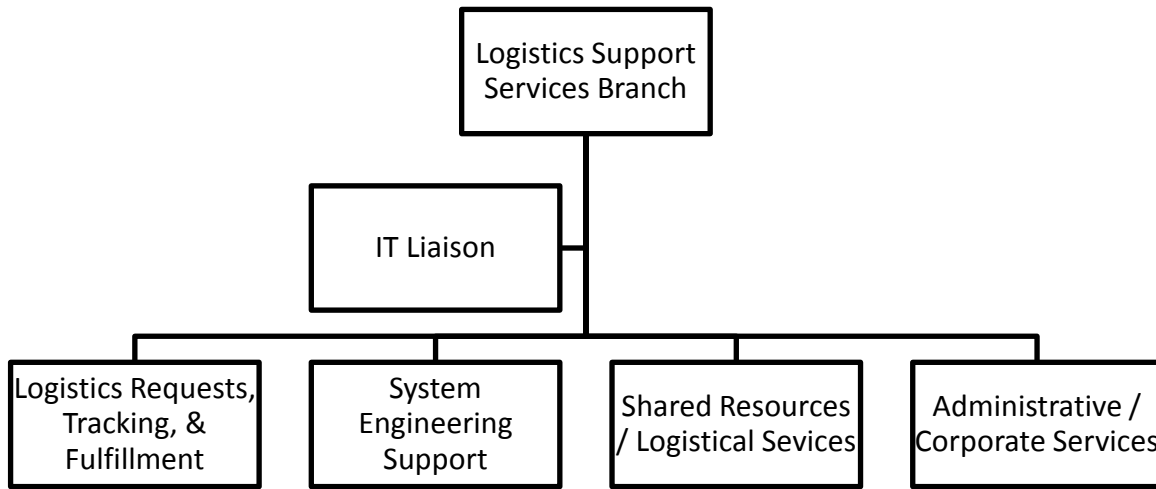 Logistics Support
Services Branch
IT Liaison
Logistics Requests,
Tracking, &
Fulfillment
System
Engineering
Support
Shared Resources
/ Logistical Sevices
Administrative /
Corporate Services